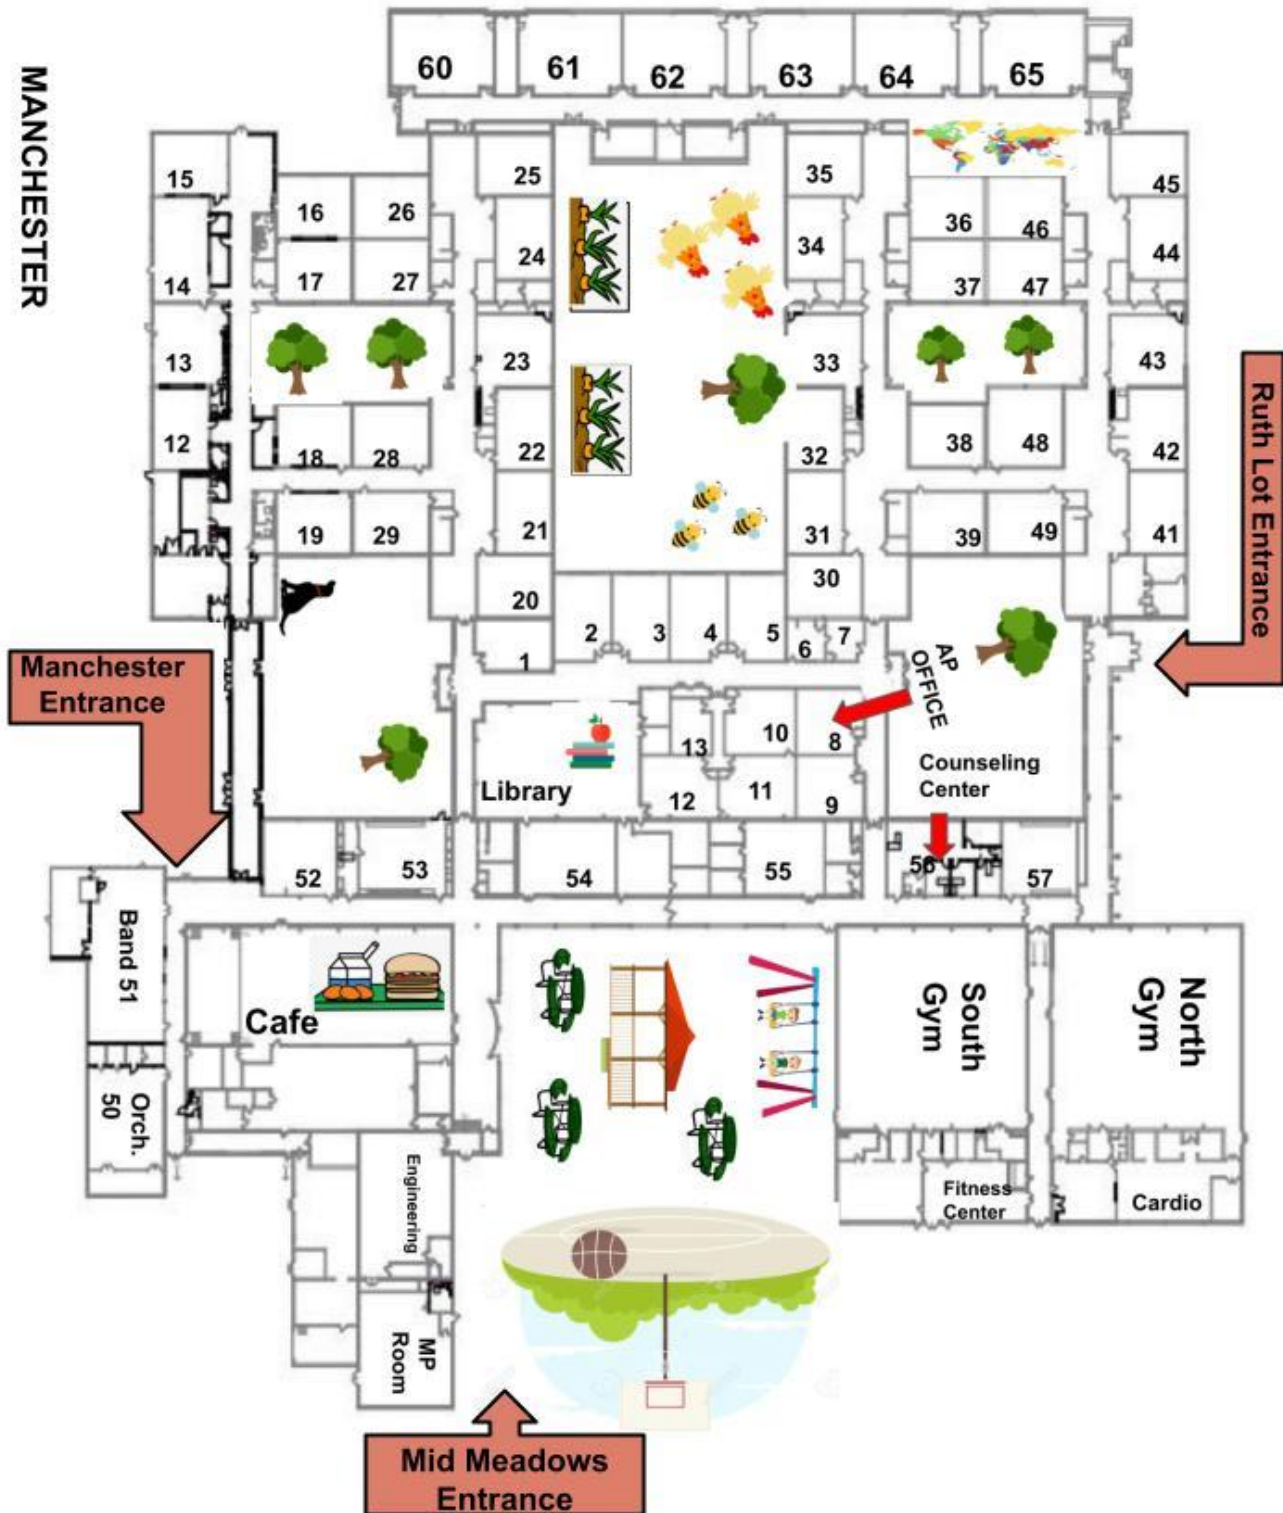 MANCHESTER
60
61
62
63
64
65
15
16
26
25
35
36
46
45
14
17
27
24
34
37
47
44
13
23
33
43
12
18
28
22
32
38
48
42
19
29
21
31
39
49
41
20
30
Ruth Lot Entrance
1
2
3
4
5
6
7
Manchester
Entrance
AP
OFFICE
13
10
8
Library
12
11
9
Counseling
Center
52
53
54
55
56
57
Band 51
Cafe
South
Gym
North
Gym
Orch.
50
Engineering
Fitness
Center
Cardio
MP
Room
Mid Meadows
Entrance